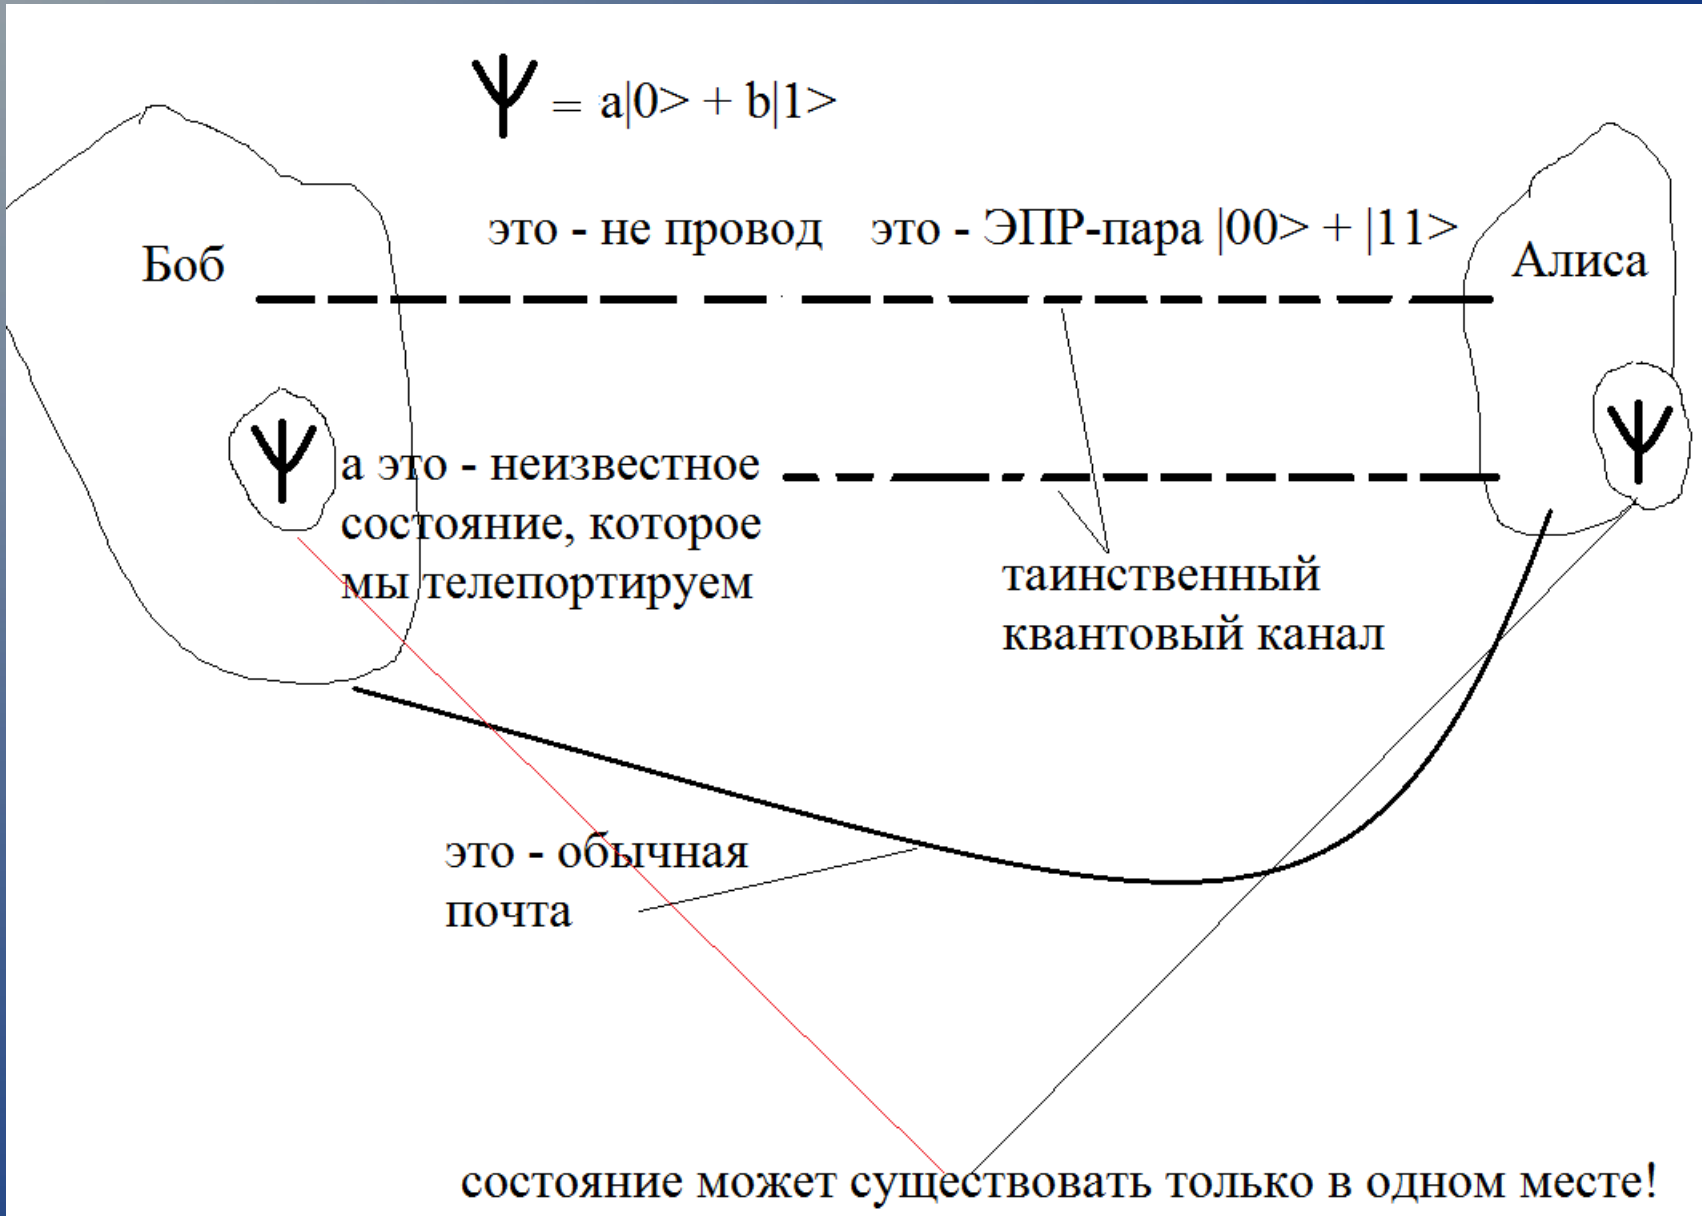 Ψ = a|0> + b|1>
это - не провод это - ЭПР-пара |00> + |11>
Боб
Алиса
Ψ
а это - неизвестное
состояние, которое
мы телепортируем
Ψ
таинственный
квантовый канал
это - обычная
почта
состояние может существовать только в одном месте!